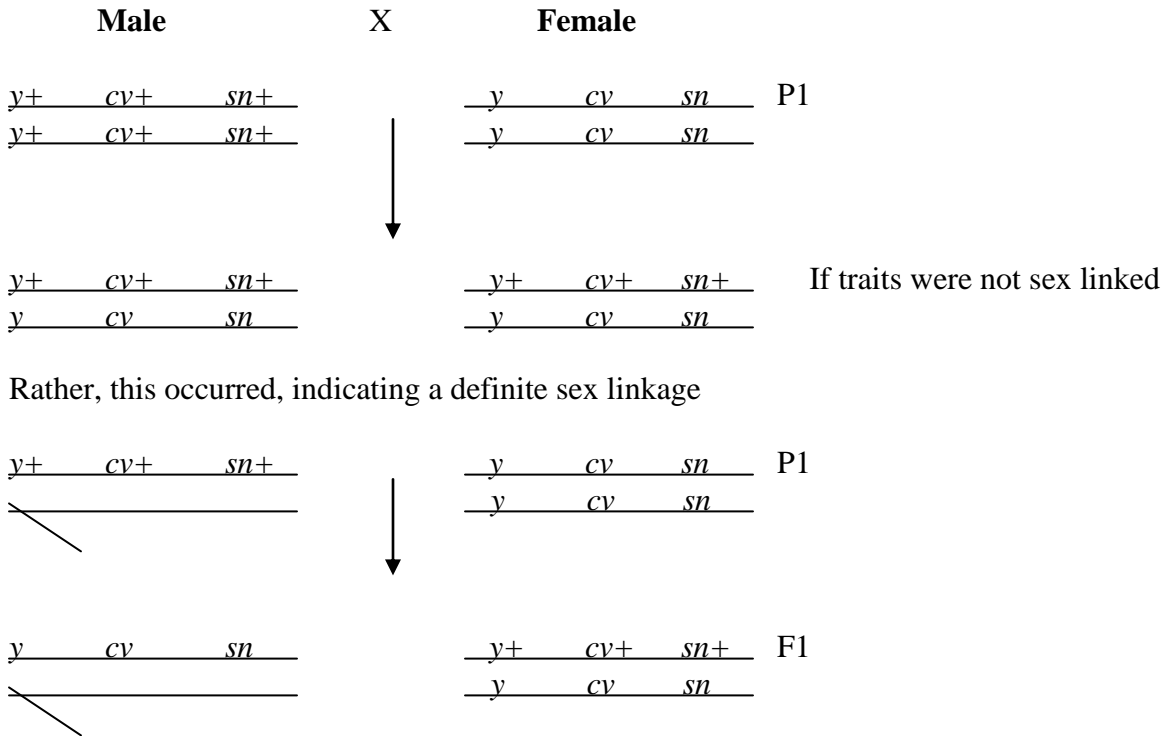 Male X Female
y+ cv+ sn+ y cv sn P1
y+ cv+ sn+ y cv sn
y+ cv+ sn+ y+ cv+ sn+ If traits were not sex linked
y cv sn y cv sn
Rather, this occurred, indicating a definite sex linkage
y+ cv+ sn+ y cv sn P1
y cv sn
y cv sn y+ cv+ sn+ F1
y cv sn